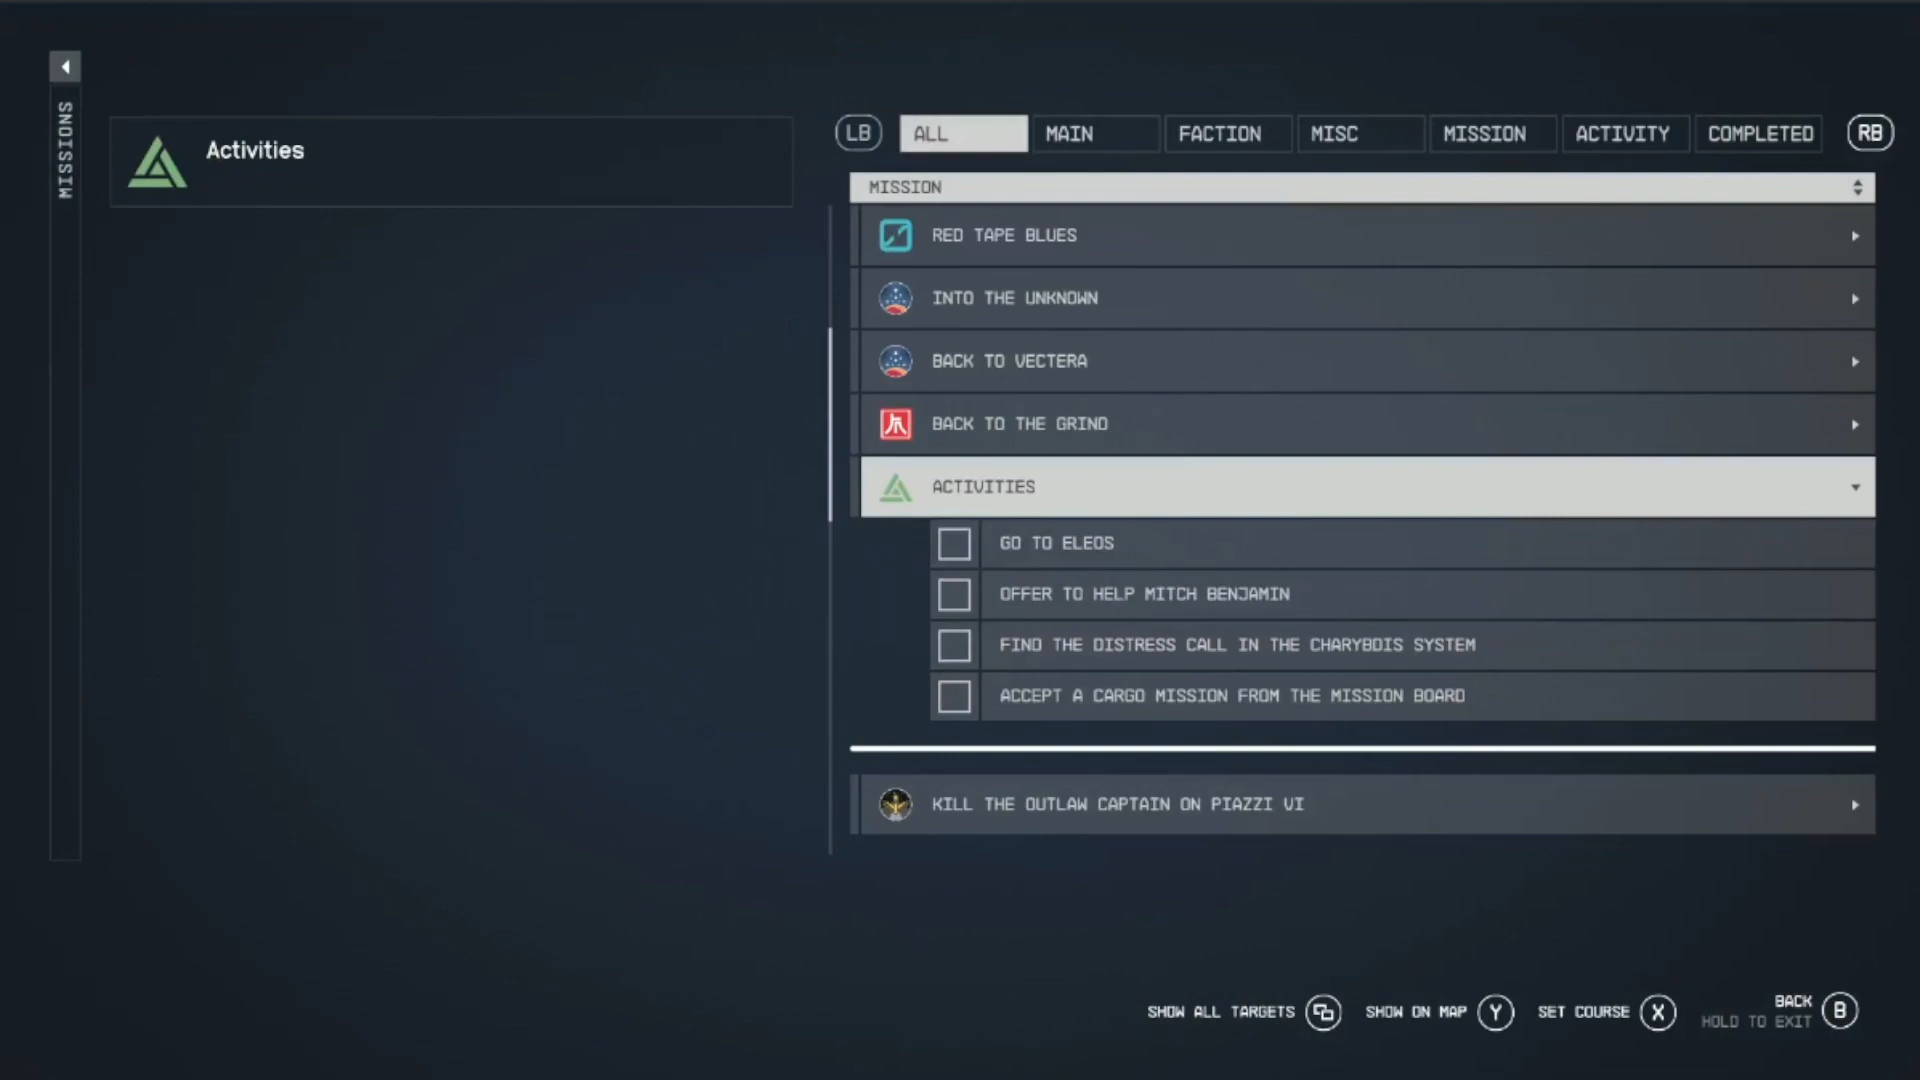 MISSIONS
Activities
LB
ALL
MAIN
FACTION
MISC
MISSION
ACTIVITY
COMPLETED
RB
MISSION
RED TAPE BLUES
INTO THE UNKNOWN
BACK TO VECTERA
BACK TO THE GRIND
ACTIVITIES
GO TO ELEOS
OFFER TO HELP MITCH BENJAMIN
FIND THE DISTRESS CALL IN THE CHARYBDIS SYSTEM
ACCEPT A CARGO MISSION FROM THE MISSION BOARD
KILL THE OUTLAW CAPTAIN ON PIAZZI VI
SHOW ALL TARGETS
SHOW ON MAP Y
SET COURSE X
BACK B
HOLD TO EXIT